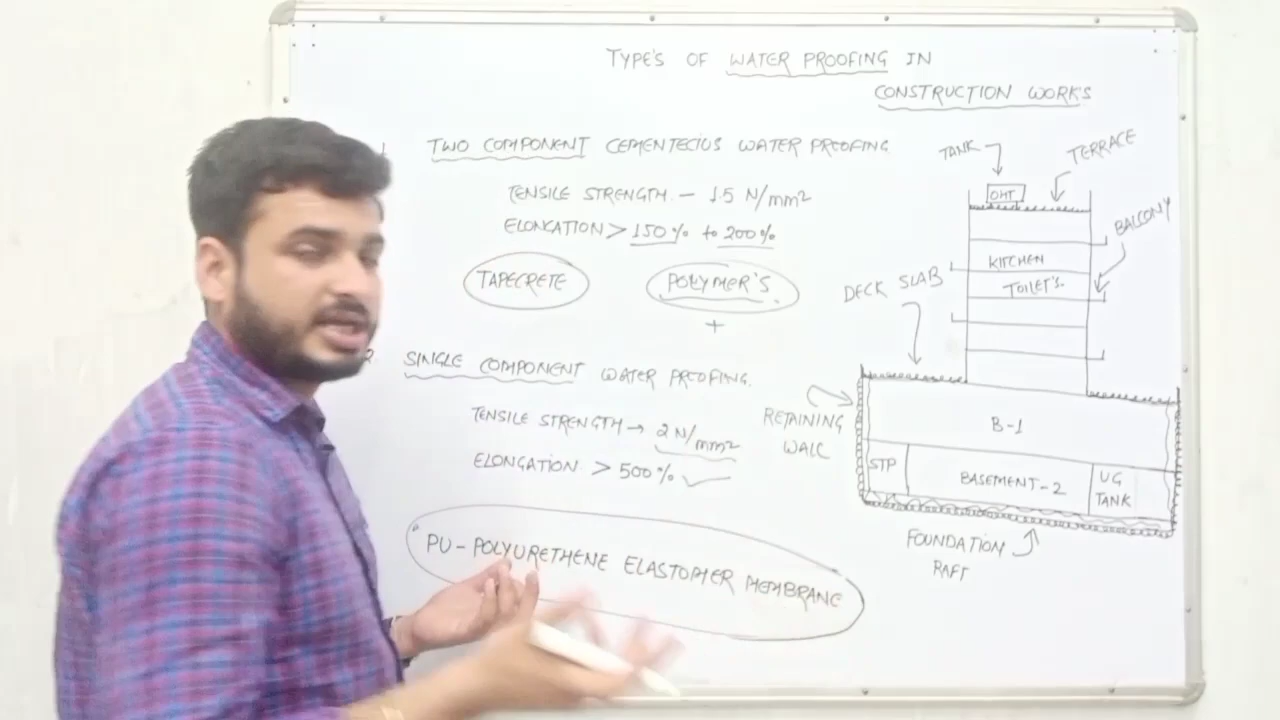 TYPE'S OF WATER PROOFING IN
CONSTRUCTION WORKS
TWO COMPONENT CEMENTECIUS WATER PROOFING
TENSILE STRENGTH - 1.5 N/mm2
ELONGATION > 150% to 200%
TAPECRETE
POLYMER'S
+
2
SINGLE COMPONENT WATER PROOFING.
TENSILE STRENGTH → 2 N/mm2
ELONGATION > 500% ✓
PU - POLYURETHENE ELASTOMER MEMBRANE
TANK
TERRACE
OHT
BALCONY
KITCHEN
TOILET'S
DECK SLAB
RETAINING
WALL
B-1
STP
BASEMENT-2
UG
TANK
FOUNDATION
RAFT